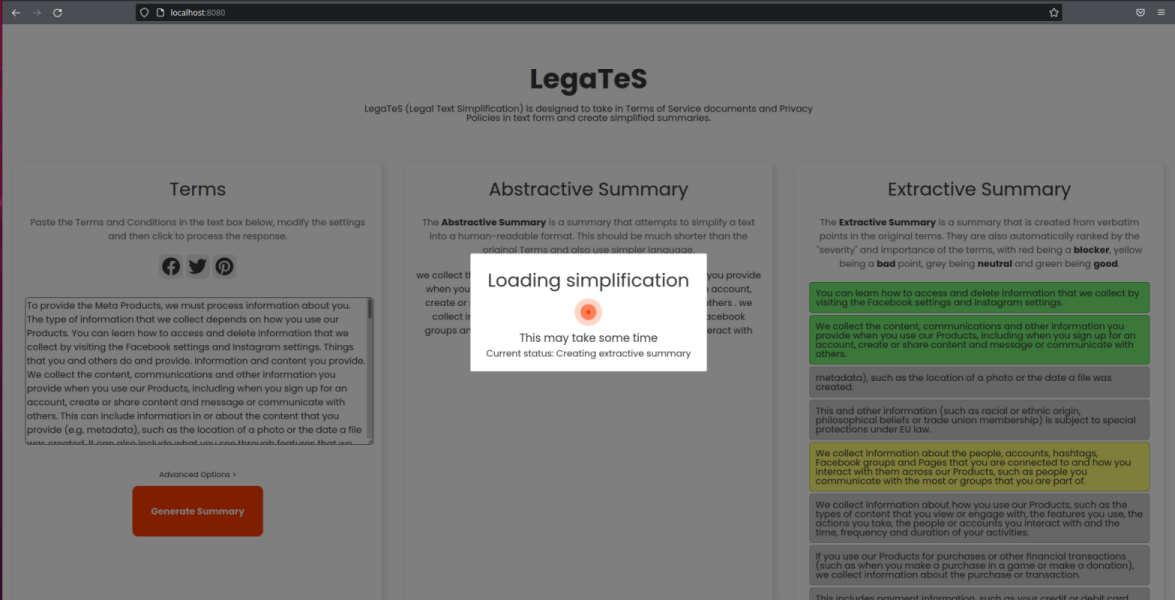 localhost:8080
LegaTeS
LegaTeS (Legal Text Simplification) is designed to take in Terms of Service documents and Privacy
Policies in text form and create simplified summaries.
Terms
Paste the Terms and Conditions in the text box below, modify the settings
and then click to process the response.
To provide the Meta Products, we must process information about you.
The type of information that we collect depends on how you use our
Products. You can learn how to access and delete information that we
collect by visiting the Facebook settings and Instagram settings. Things
that you and others do and provide. Information and content you provide.
We collect the content, communications and other information you
provide when you use our Products, including when you sign up for an
account, create or share content and message or communicate with
others. This can include information in or about the content that you
provide (e.g. metadata), such as the location of a photo or the date a file
was created. It can also include what you see through features that we
Advanced Options >
Generate Summary
Abstractive Summary
The Abstractive Summary is a summary that attempts to simplify a text
into a human-readable format. This should be much shorter than the
original Terms and also use simpler language.
we collect t you provide
when you account,
create or thers . we
collect i acebook
groups an eract with
Loading simplification
This may take some time
Current status: Creating extractive summary
Extractive Summary
The Extractive Summary is a summary that is created from verbatim
points in the original terms. They are also automatically ranked by the
"severity" and importance of the terms, with red being a blocker, yellow
being a bad point, grey being neutral and green being good.
You can learn how to access and delete information that we collect by
visiting the Facebook settings and Instagram settings.
We collect the content, communications and other information you
provide when you use our Products, including when you sign up for an
account, create or share content and message or communicate with
others.
metadata), such as the location of a photo or the date a file was
created.
This and other information (such as racial or ethnic origin,
philosophical beliefs or trade union membership) is subject to special
protections under EU law.
We collect information about the people, accounts, hashtags,
Facebook groups and Pages that you are connected to and how you
interact with them across our Products, such as people you
communicate with the most or groups that you are part of.
We collect information about how you use our Products, such as the
types of content that you view or engage with, the features you use, the
actions you take, the people or accounts you interact with and the
time, frequency and duration of your activities.
If you use our Products for purchases or other financial transactions
(such as when you make a purchase in a game or make a donation),
we collect information about the purchase or transaction.
This includes payment information, such as your credit or debit card